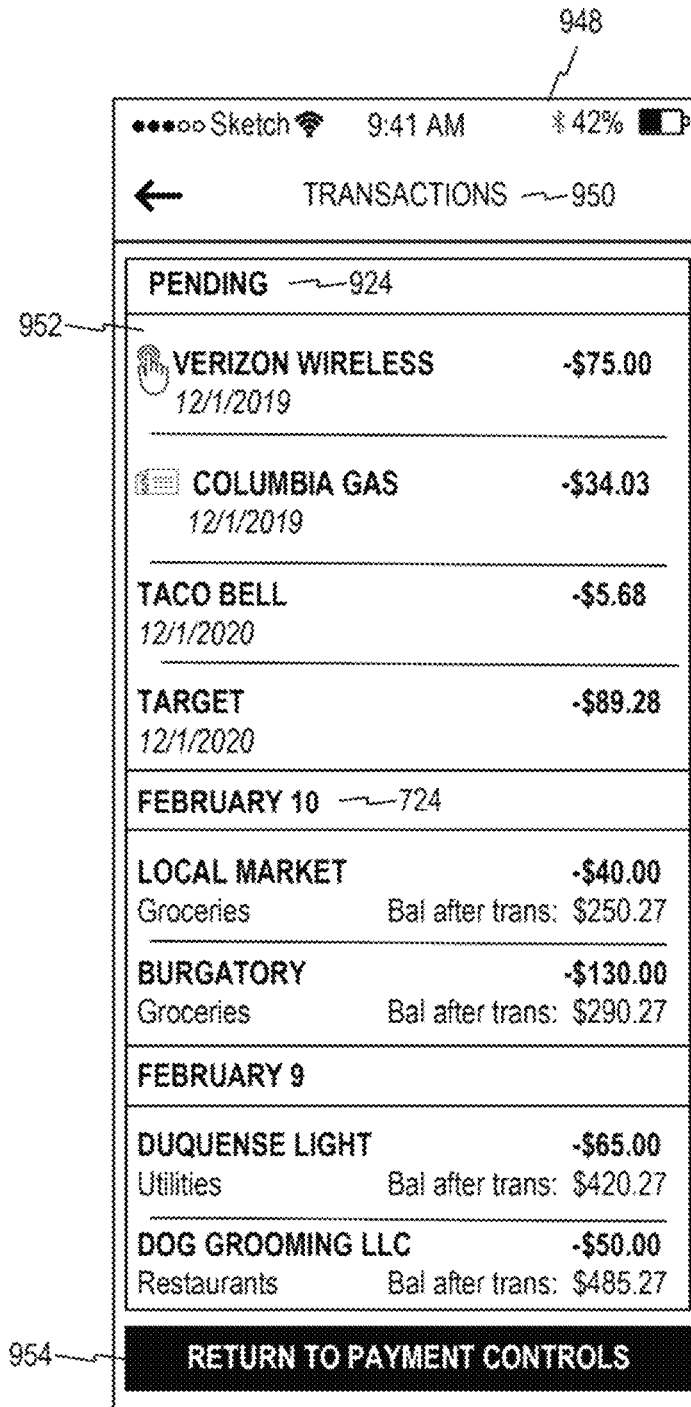 948
Sketch 9:41 AM 42%
TRANSACTIONS 950
PENDING 924
952
VERIZON WIRELESS -$75.00
12/1/2019
COLUMBIA GAS -$34.03
12/1/2019
TACO BELL -$5.68
12/1/2020
TARGET -$89.28
12/1/2020
FEBRUARY 10 724
LOCAL MARKET -$40.00
Groceries Bal after trans: $250.27
BURGATORY -$130.00
Groceries Bal after trans: $290.27
FEBRUARY 9
DUQUENSE LIGHT -$65.00
Utilities Bal after trans: $420.27
DOG GROOMING LLC -$50.00
Restaurants Bal after trans: $485.27
954 RETURN TO PAYMENT CONTROLS